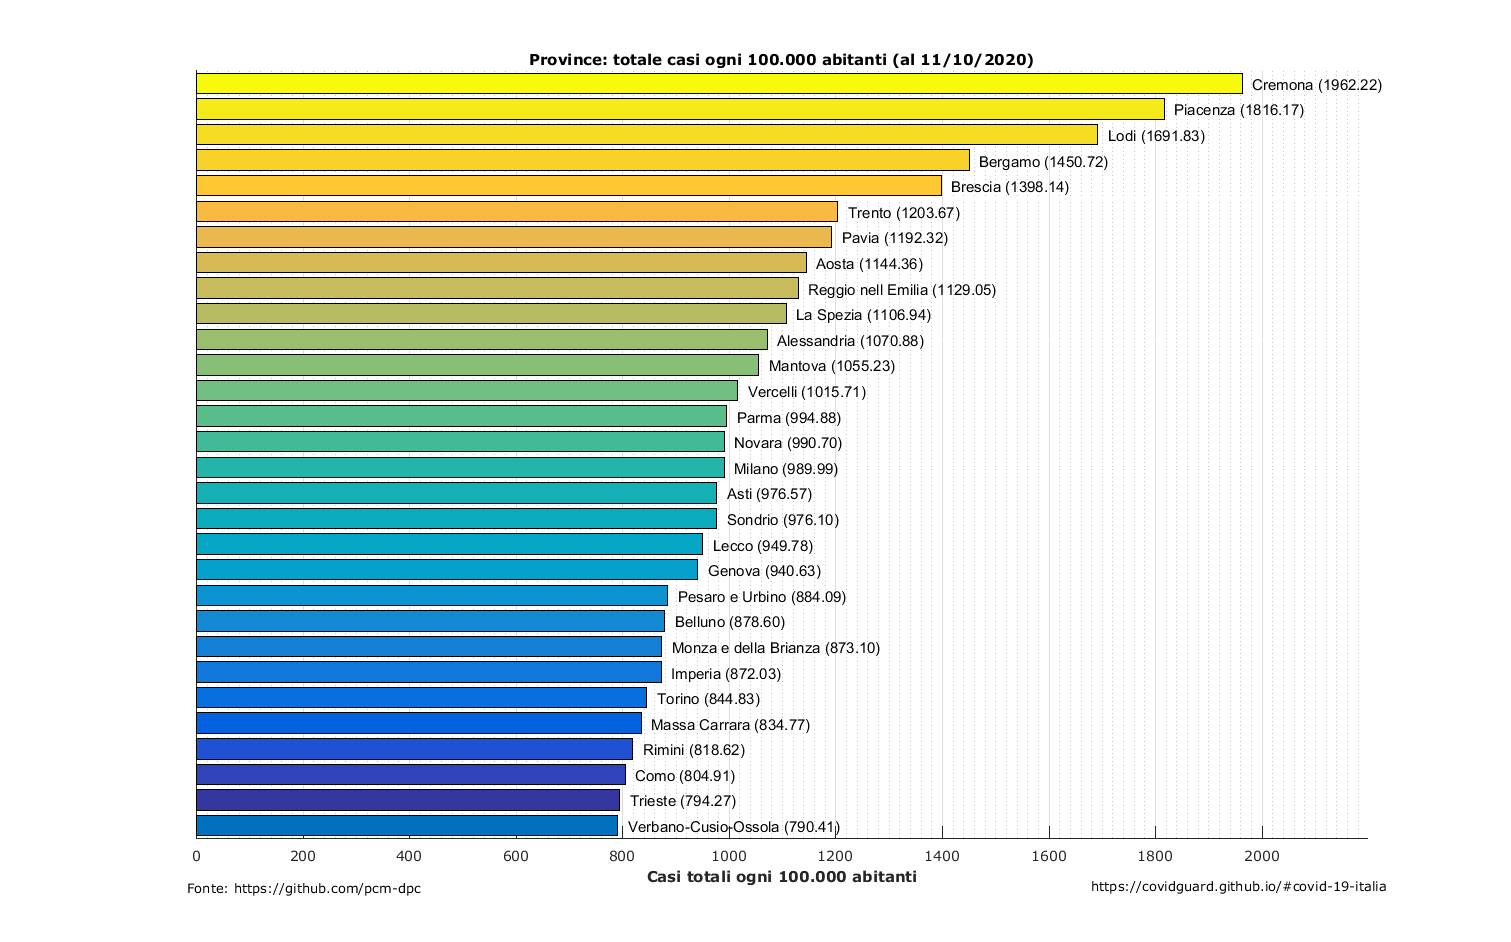 Province: totale casi ogni 100.000 abitanti (al 11/10/2020)
Cremona (1962.22)
Piacenza (1816.17)
Lodi (1691.83)
Bergamo (1450.72)
Brescia (1398.14)
Trento (1203.67)
Pavia (1192.32)
Aosta (1144.36)
Reggio nell Emilia (1129.05)
La Spezia (1106.94)
Alessandria (1070.88)
Mantova (1055.23)
Vercelli (1015.71)
Parma (994.88)
Novara (990.70)
Milano (989.99)
Asti (976.57)
Sondrio (976.10)
Lecco (949.78)
Genova (940.63)
Pesaro e Urbino (884.09)
Belluno (878.60)
Monza e della Brianza (873.10)
Imperia (872.03)
Torino (844.83)
Massa Carrara (834.77)
Rimini (818.62)
Como (804.91)
Trieste (794.27)
Verbano-Cusio-Ossola (790.41)
0 200 400 600 800 1000 1200 1400 1600 1800 2000
Casi totali ogni 100.000 abitanti
Fonte: https://github.com/pcm-dpc
https://covidguard.github.io/#covid-19-italia